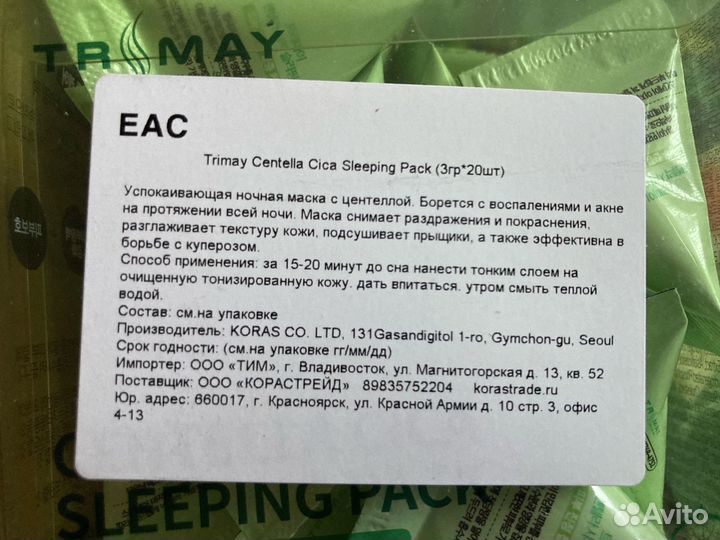 TRIMAY
EAC
Trimay Centella Cica Sleeping Pack (3гр*20шт)
Успокаивающая ночная маска с центеллой. Борется с воспалениями и акне
на протяжении всей ночи. Маска снимает раздражения и покраснения,
разглаживает текстуру кожи, подсушивает прыщики, а также эффективна в
борьбе с куперозом.
Способ применения: за 15-20 минут до сна нанести тонким слоем на
очищенную тонизированную кожу. дать впитаться. утром смыть теплой
водой.
Состав: см.на упаковке
Производитель: KORAS CO. LTD, 131Gasandigitol 1-ro, Gymchon-gu, Seoul
Срок годности: (см.на упаковке гг/мм/дд)
Импортер: ООО «ТИМ», г. Владивосток, ул. Магнитогорская д. 13, кв. 52
Поставщик: ООО «КОРАСТРЕЙД» 89835752204 korastrade.ru
Юр. адрес: 660017, г. Красноярск, ул. Красной Армии д. 10 стр. 3, офис
4-13
SLEEPING PACK
Avito